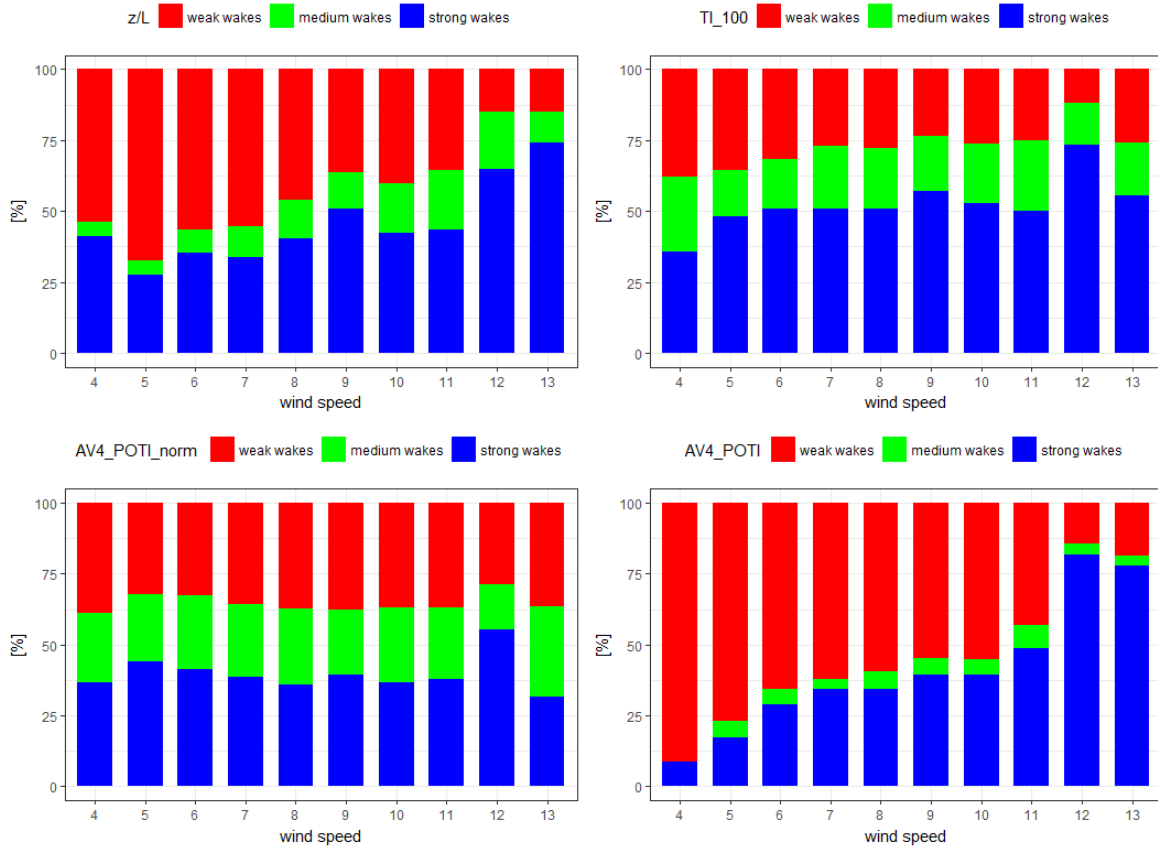 z/L weak wakes medium wakes strong wakes
100
75
50
25
0
[%]
4 5 6 7 8 9 10 11 12 13
wind speed
TI_100 weak wakes medium wakes strong wakes
100
75
50
25
0
[%]
4 5 6 7 8 9 10 11 12 13
wind speed
AV4_POTI_norm weak wakes medium wakes strong wakes
100
75
50
25
0
[%]
4 5 6 7 8 9 10 11 12 13
wind speed
AV4_POTI weak wakes medium wakes strong wakes
100
75
50
25
0
[%]
4 5 6 7 8 9 10 11 12 13
wind speed